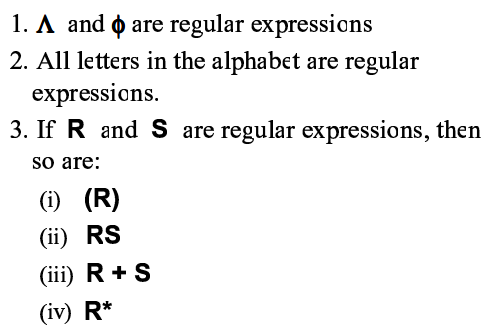 1. Λ and ϕ are regular expressions
2. All letters in the alphabet are regular
expressions.
3. If R and S are regular expressions, then
so are:
(i) (R)
(ii) RS
(iii) R + S
(iv) R*